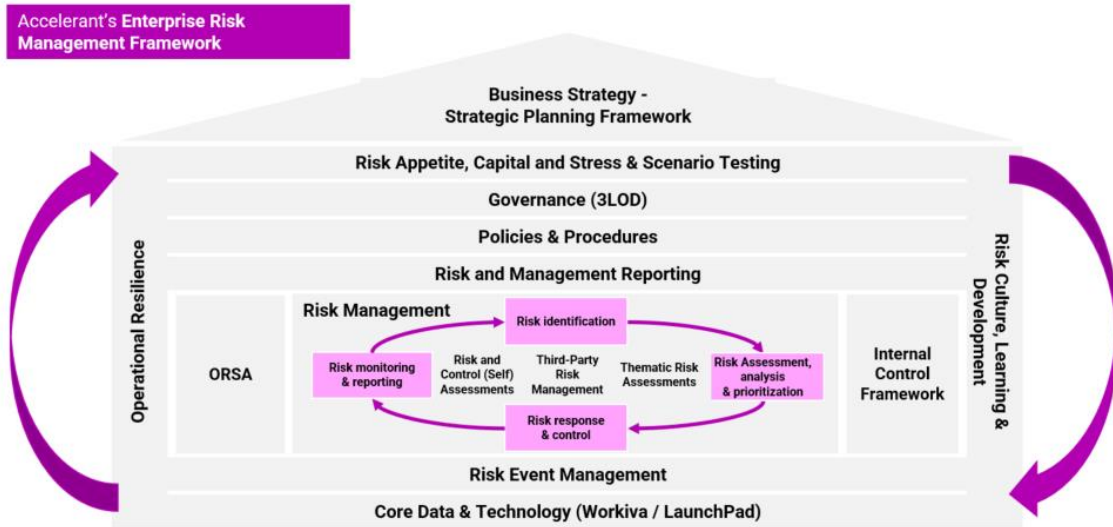 Accelerant's Enterprise Risk
Management Framework
Business Strategy -
Strategic Planning Framework
Risk Appetite, Capital and Stress & Scenario Testing
Governance (3LOD)
Policies & Procedures
Risk and Management Reporting
Operational Resilience
ORSA
Risk Management
Risk identification
Risk monitoring
& reporting
Risk and
Control (Self)
Assessments
Third-Party
Risk
Management
Thematic Risk
Assessments
Risk Assessment,
analysis
& prioritization
Risk response
& control
Internal
Control
Framework
Risk Culture, Learning &
Development
Risk Event Management
Core Data & Technology (Workiva / LaunchPad)